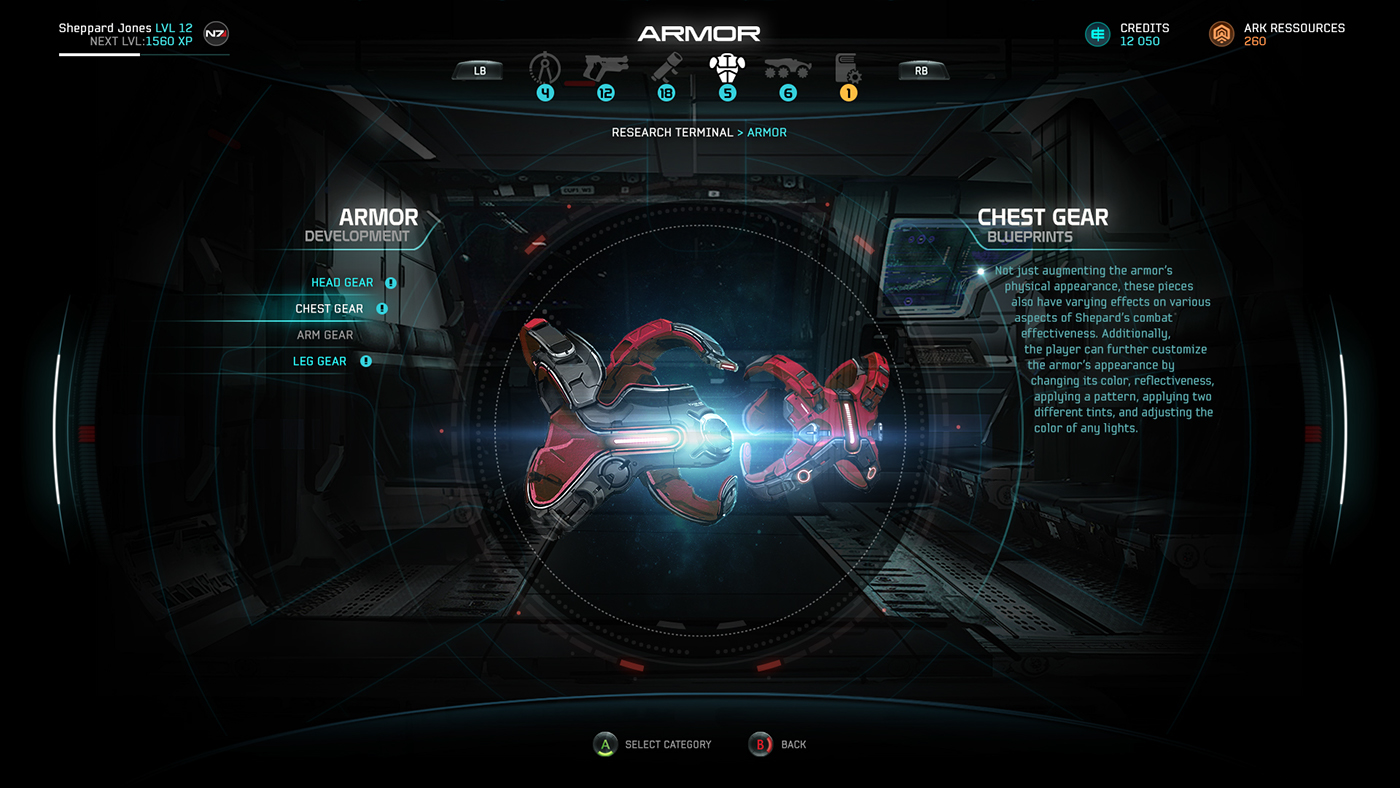 Sheppard Jones LVL 12
NEXT LVL:1560 XP
N7
ARMOR
CREDITS
12 050
ARK RESSOURCES
260
LB
RB
4
12
18
5
6
1
RESEARCH TERMINAL > ARMOR
ARMOR
DEVELOPMENT
HEAD GEAR !
CHEST GEAR !
ARM GEAR
LEG GEAR !
CHEST GEAR
BLUEPRINTS
Not just augmenting the armor's
physical appearance, these pieces
also have varying effects on various
aspects of Shepard's combat
effectiveness. Additionally,
the player can further customize
the armor's appearance by
changing its color, reflectiveness,
applying a pattern, applying two
different tints, and adjusting the
color of any lights.
A SELECT CATEGORY
B BACK